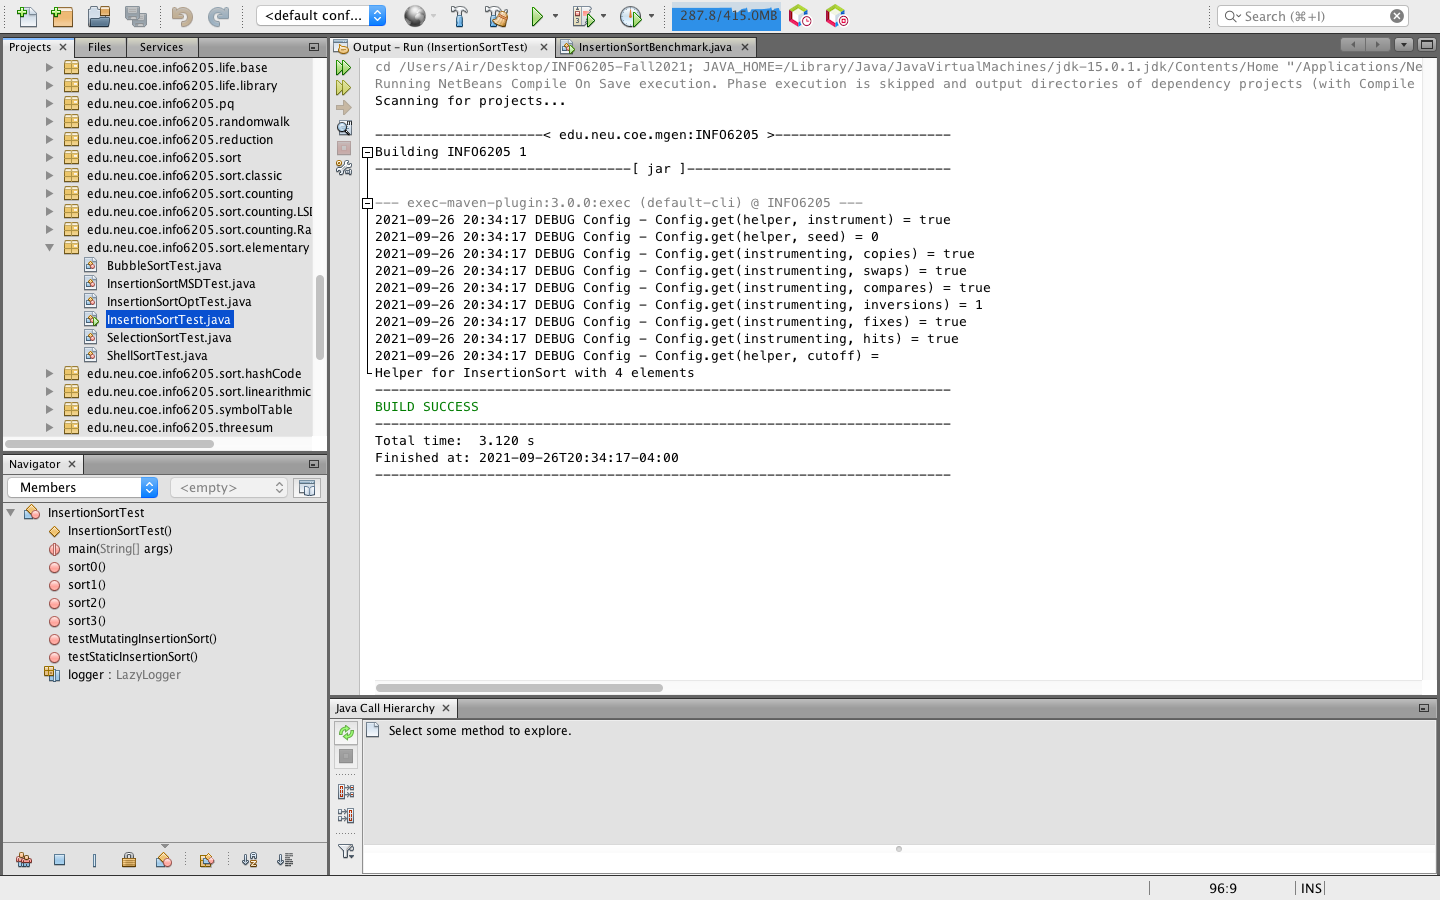 <default conf...
287.8/415.0MB
Search (⌘+I)
Projects
Files
Services
edu.neu.coe.info6205.life.base
edu.neu.coe.info6205.life.library
edu.neu.coe.info6205.pq
edu.neu.coe.info6205.randomwalk
edu.neu.coe.info6205.reduction
edu.neu.coe.info6205.sort
edu.neu.coe.info6205.sort.classic
edu.neu.coe.info6205.sort.counting
edu.neu.coe.info6205.sort.counting.LSD
edu.neu.coe.info6205.sort.counting.Ra
edu.neu.coe.info6205.sort.elementary
BubbleSortTest.java
InsertionSortMSDTest.java
InsertionSortOptTest.java
InsertionSortTest.java
SelectionSortTest.java
ShellSortTest.java
edu.neu.coe.info6205.sort.hashCode
edu.neu.coe.info6205.sort.linearithmic
edu.neu.coe.info6205.symbolTable
edu.neu.coe.info6205.threesum
Navigator
Members
<empty>
InsertionSortTest
InsertionSortTest()
main(String[] args)
sort0()
sort1()
sort2()
sort3()
testMutatingInsertionSort()
testStaticInsertionSort()
logger : LazyLogger
Output – Run (InsertionSortTest)
InsertionSortBenchmark.java
cd /Users/Air/Desktop/INFO6205-Fall2021; JAVA_HOME=/Library/Java/JavaVirtualMachines/jdk-15.0.1.jdk/Contents/Home "/Applications/Ne
Running NetBeans Compile On Save execution. Phase execution is skipped and output directories of dependency projects (with Compile
Scanning for projects...
---------------------< edu.neu.coe.mgen:INFO6205 >----------------------
Building INFO6205 1
--------------------------------[ jar ]---------------------------------
--- exec-maven-plugin:3.0.0:exec (default-cli) @ INFO6205 ---
2021-09-26 20:34:17 DEBUG Config - Config.get(helper, instrument) = true
2021-09-26 20:34:17 DEBUG Config - Config.get(helper, seed) = 0
2021-09-26 20:34:17 DEBUG Config - Config.get(instrumenting, copies) = true
2021-09-26 20:34:17 DEBUG Config - Config.get(instrumenting, swaps) = true
2021-09-26 20:34:17 DEBUG Config - Config.get(instrumenting, compares) = true
2021-09-26 20:34:17 DEBUG Config - Config.get(instrumenting, inversions) = 1
2021-09-26 20:34:17 DEBUG Config - Config.get(instrumenting, fixes) = true
2021-09-26 20:34:17 DEBUG Config - Config.get(instrumenting, hits) = true
2021-09-26 20:34:17 DEBUG Config - Config.get(helper, cutoff) =
Helper for InsertionSort with 4 elements
------------------------------------------------------------------------
BUILD SUCCESS
------------------------------------------------------------------------
Total time:  3.120 s
Finished at: 2021-09-26T20:34:17-04:00
------------------------------------------------------------------------
Java Call Hierarchy
Select some method to explore.
96:9
INS